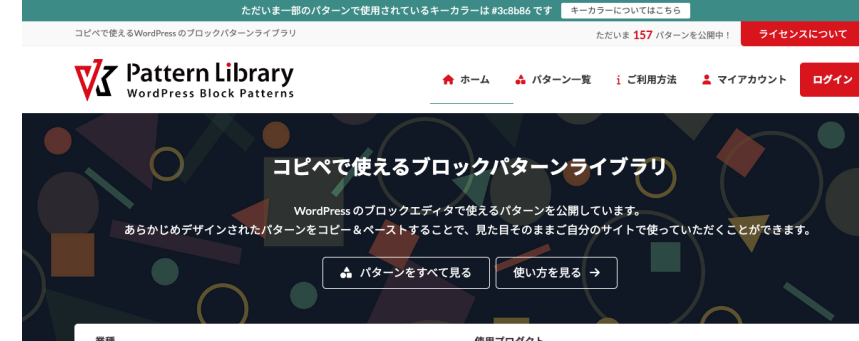 ただいま一部のパターンで使用されているキーカラーは #3c8b86 です キーカラーについてはこちら
コピペで使えるWordPress のブロックパターンライブラリ ただいま 157 パターンを公開中！ ライセンスについて
VK Pattern Library
WordPress Block Patterns
ホーム パターン一覧 ご利用方法 マイアカウント ログイン
コピペで使えるブロックパターンライブラリ
WordPress のブロックエディタで使えるパターンを公開しています。
あらかじめデザインされたパターンをコピー＆ペーストすることで、見た目そのままご自分のサイトで使っていただくことができます。
パターンをすべて見る 使い方を見る →
業種 使用プロダクト